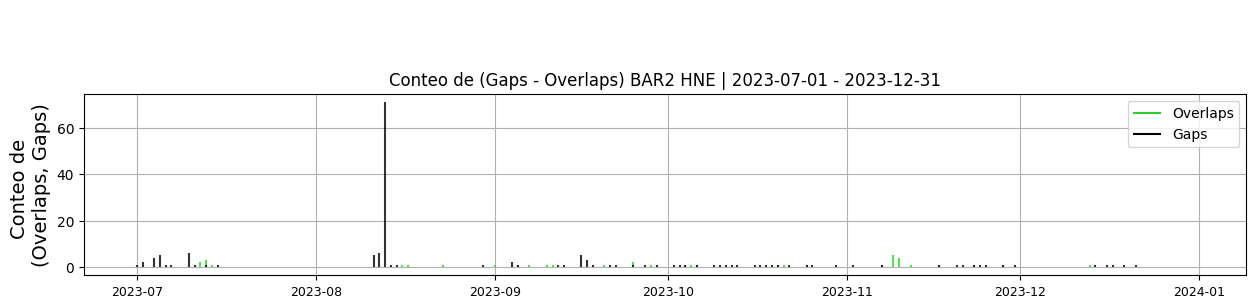 Conteo de (Gaps - Overlaps) BAR2 HNE | 2023-07-01 - 2023-12-31
Conteo de
(Overlaps, Gaps)
60
40
20
0
Overlaps
Gaps
2023-07
2023-08
2023-09
2023-10
2023-11
2023-12
2024-01